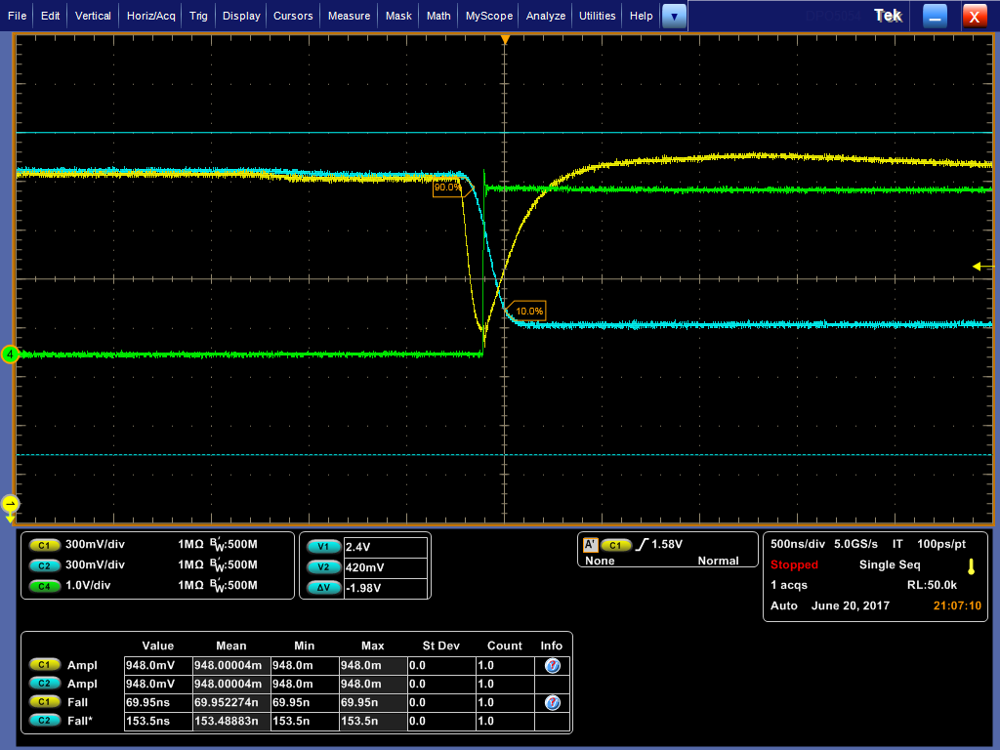 File Edit Vertical Horiz/Acq Trig Display Cursors Measure Mask Math MyScope Analyze Utilities Help Tek X
90.0%
10.0%
4
1
C1 300mV/div 1MΩ BW:500M
C2 300mV/div 1MΩ BW:500M
C4 1.0V/div 1MΩ BW:500M
V1 2.4V
V2 420mV
ΔV -1.98V
A' C1 1.58V
None Normal
500ns/div 5.0GS/s IT 100ps/pt
Stopped Single Seq
1 acqs RL:50.0k
Auto June 20, 2017 21:07:10
Value Mean Min Max St Dev Count Info
C1 Ampl 948.0mV 948.00004m 948.0m 948.0m 0.0 1.0
C2 Ampl 948.0mV 948.00004m 948.0m 948.0m 0.0 1.0
C1 Fall 69.95ns 69.952274n 69.95n 69.95n 0.0 1.0
C2 Fall* 153.5ns 153.48883n 153.5n 153.5n 0.0 1.0